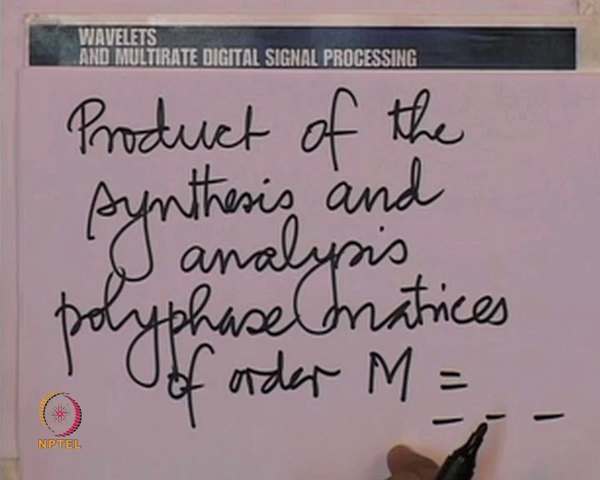 WAVELETS
AND MULTIRATE DIGITAL SIGNAL PROCESSING
Product of the
synthesis and
analysis
polyphase matrices
of order M =
- - -
NPTEL